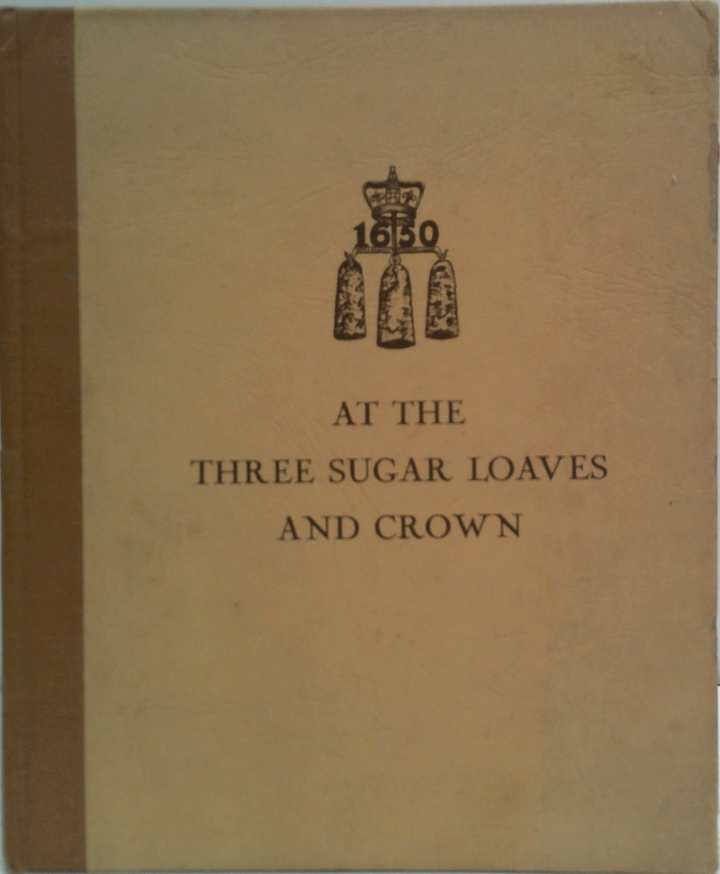 1650
AT THE
THREE SUGAR LOAVES
AND CROWN